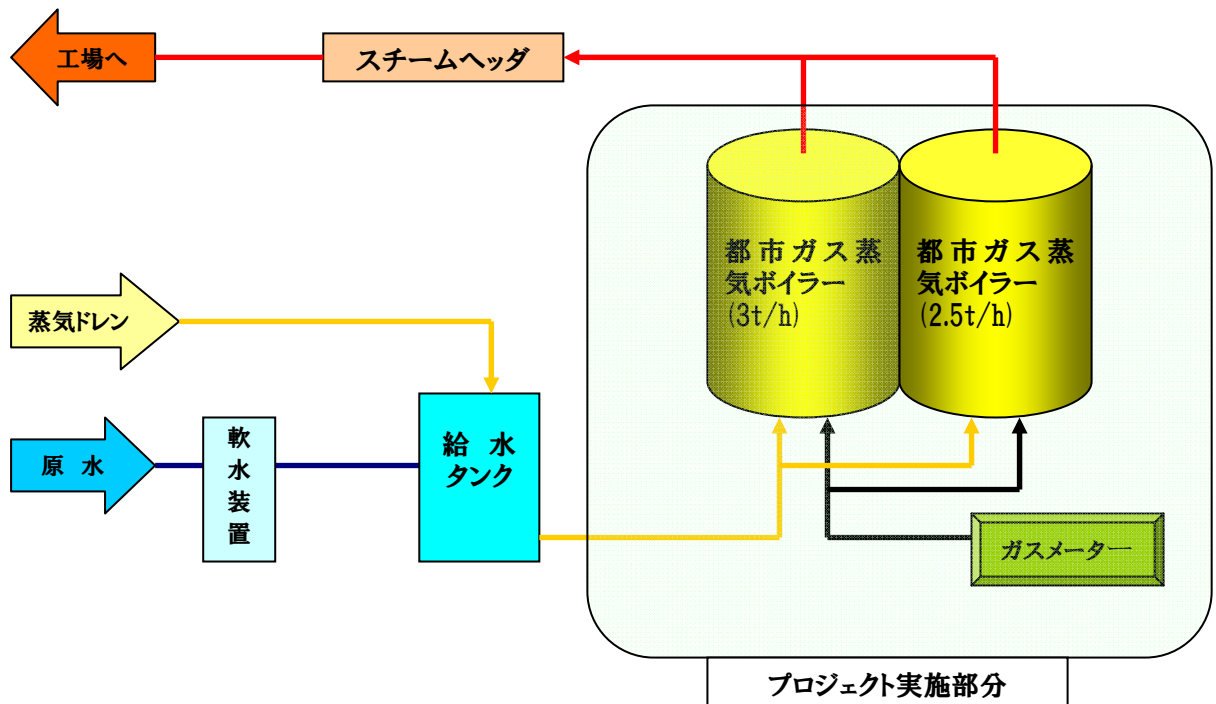 工場へ
スチームヘッダ
都市ガス蒸
気ボイラー
(3t/h)
都市ガス蒸
気ボイラー
(2.5t/h)
蒸気ドレン
原 水
軟
水
装
置
給 水
タンク
ガスメーター
プロジェクト実施部分